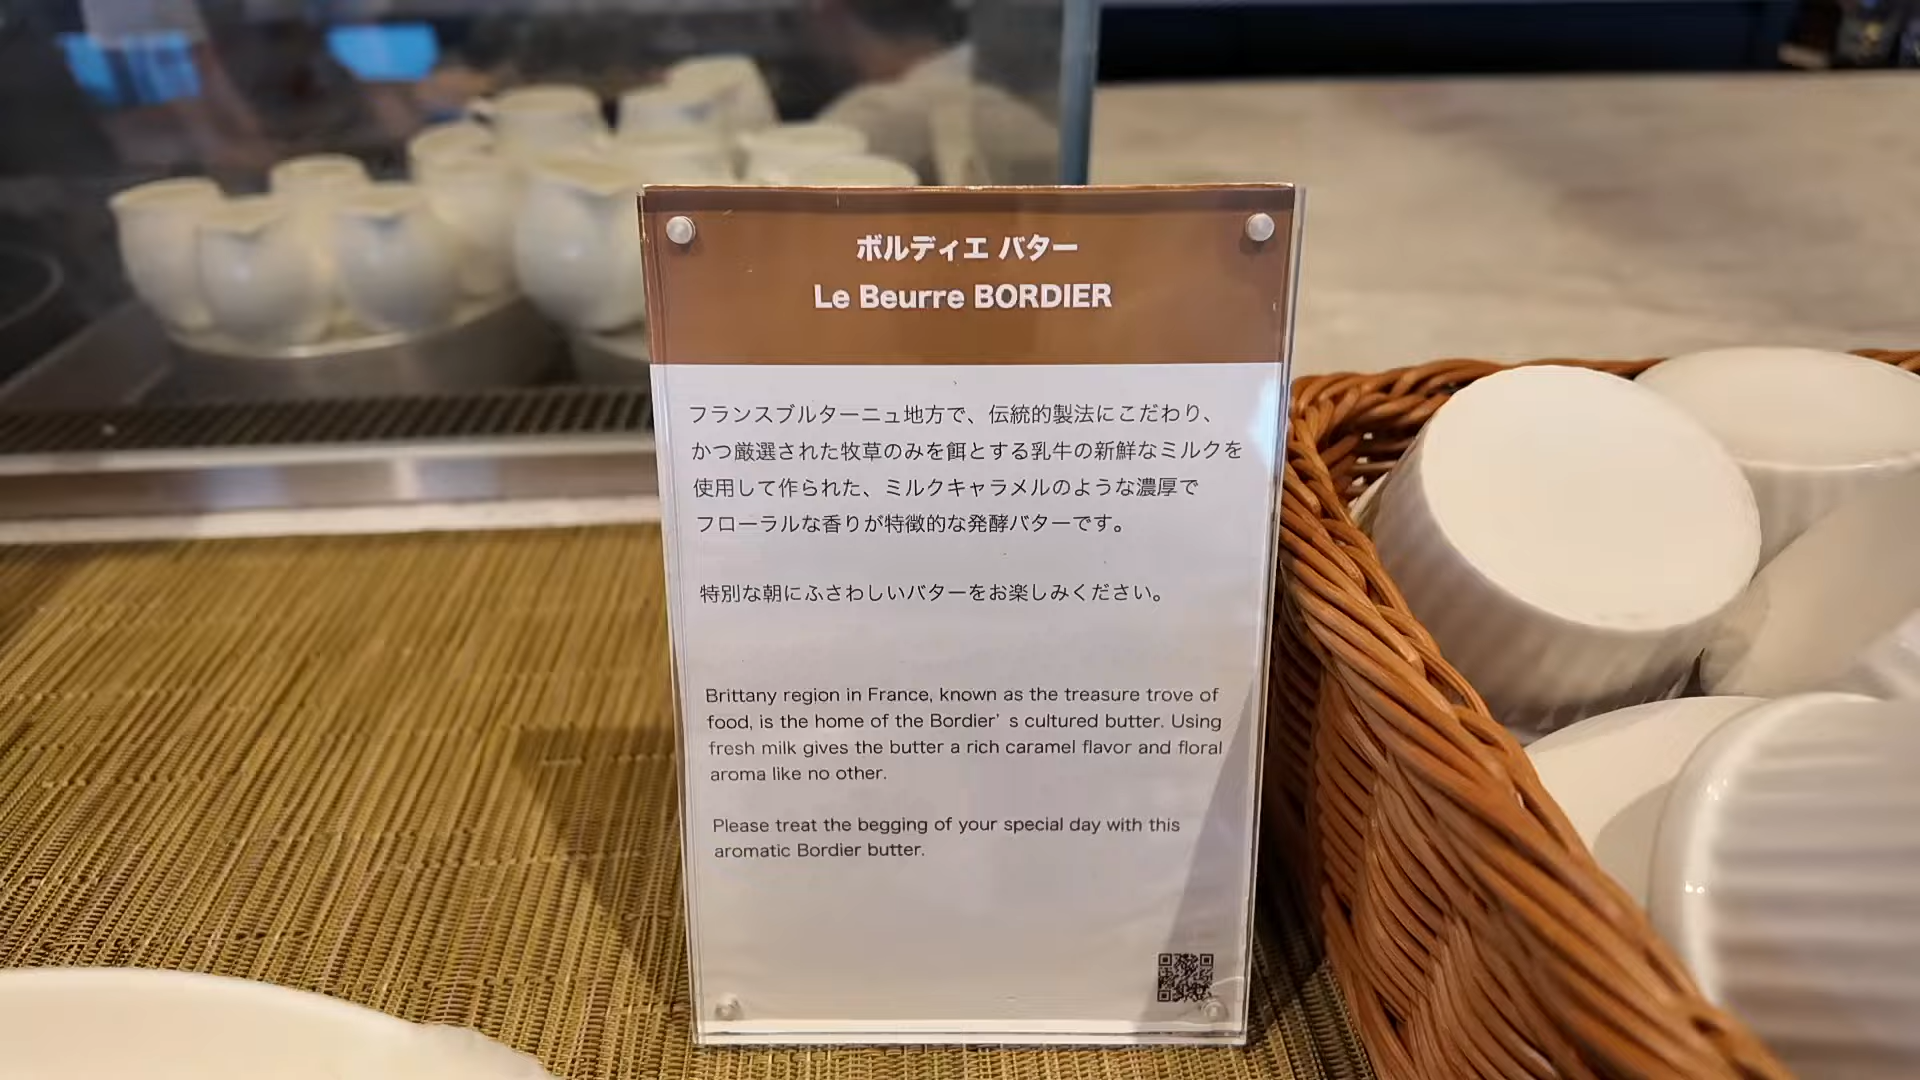 ボルディエ バター
Le Beurre BORDIER
フランスブルターニュ地方で、伝統的製法にこだわり、
かつ厳選された牧草のみを餌とする乳牛の新鮮なミルクを
使用して作られた、ミルクキャラメルのような濃厚で
フローラルな香りが特徴的な発酵バターです。
特別な朝にふさわしいバターをお楽しみください。
Brittany region in France, known as the treasure trove of
food, is the home of the Bordier’ s cultured butter. Using
fresh milk gives the butter a rich caramel flavor and floral
aroma like no other.
Please treat the begging of your special day with this
aromatic Bordier butter.